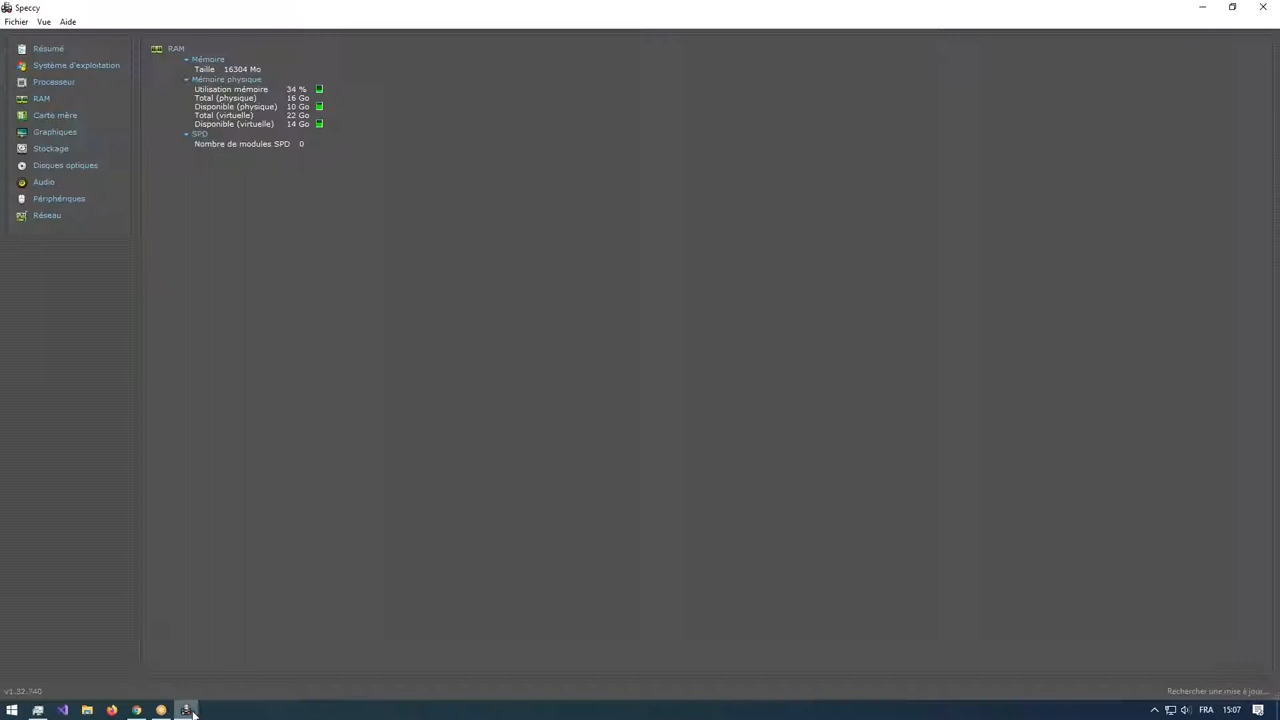 Speccy
Fichier Vue Aide
Résumé
Système d'exploitation
Processeur
RAM
Carte mère
Graphiques
Stockage
Disques optiques
Audio
Périphériques
Réseau
RAM
Mémoire
Taille 16304 Mo
Mémoire physique
Utilisation mémoire 34 %
Total (physique) 16 Go
Disponible (physique) 10 Go
Total (virtuelle) 22 Go
Disponible (virtuelle) 14 Go
SPD
Nombre de modules SPD 0
v1.32.740
Rechercher une mise à jour...
FRA 15:07